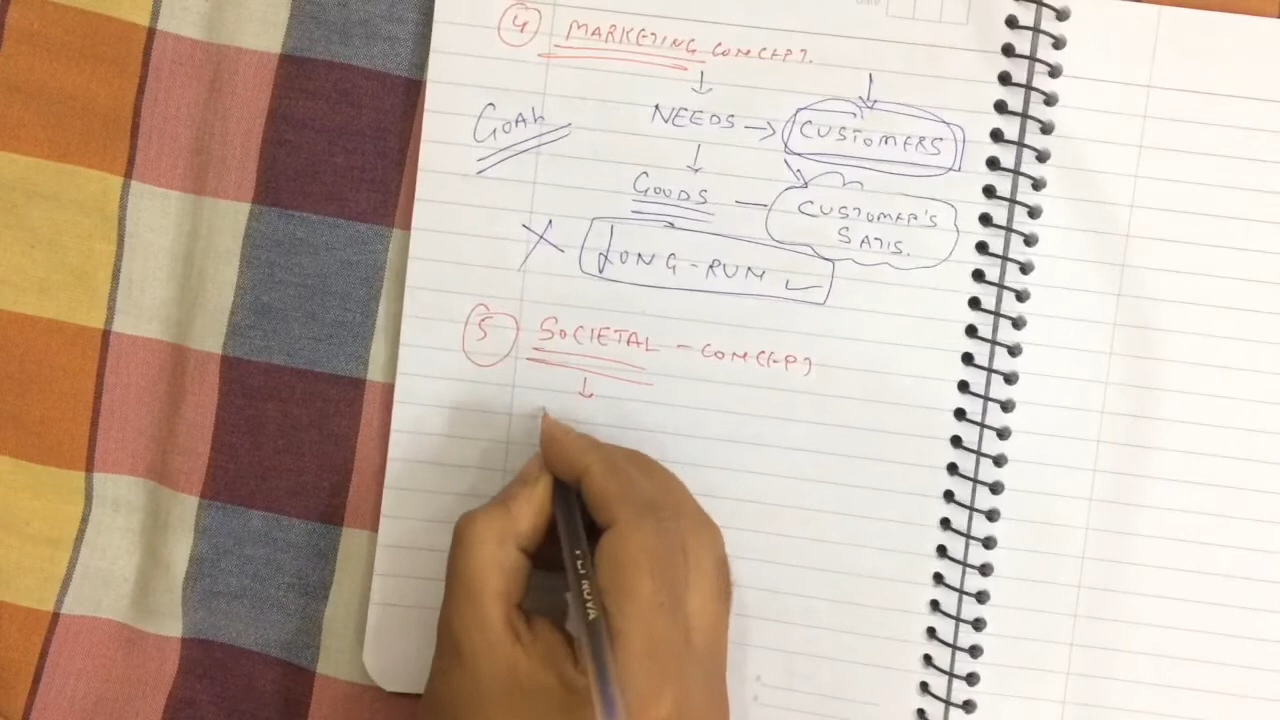 ④ MARKETING CONCEPT.
GOAL
NEEDS → CUSTOMERS
GOODS — CUSTOMER'S
SATIS.
X LONG-RUN ✓
⑤ SOCIETAL - CONCEPT